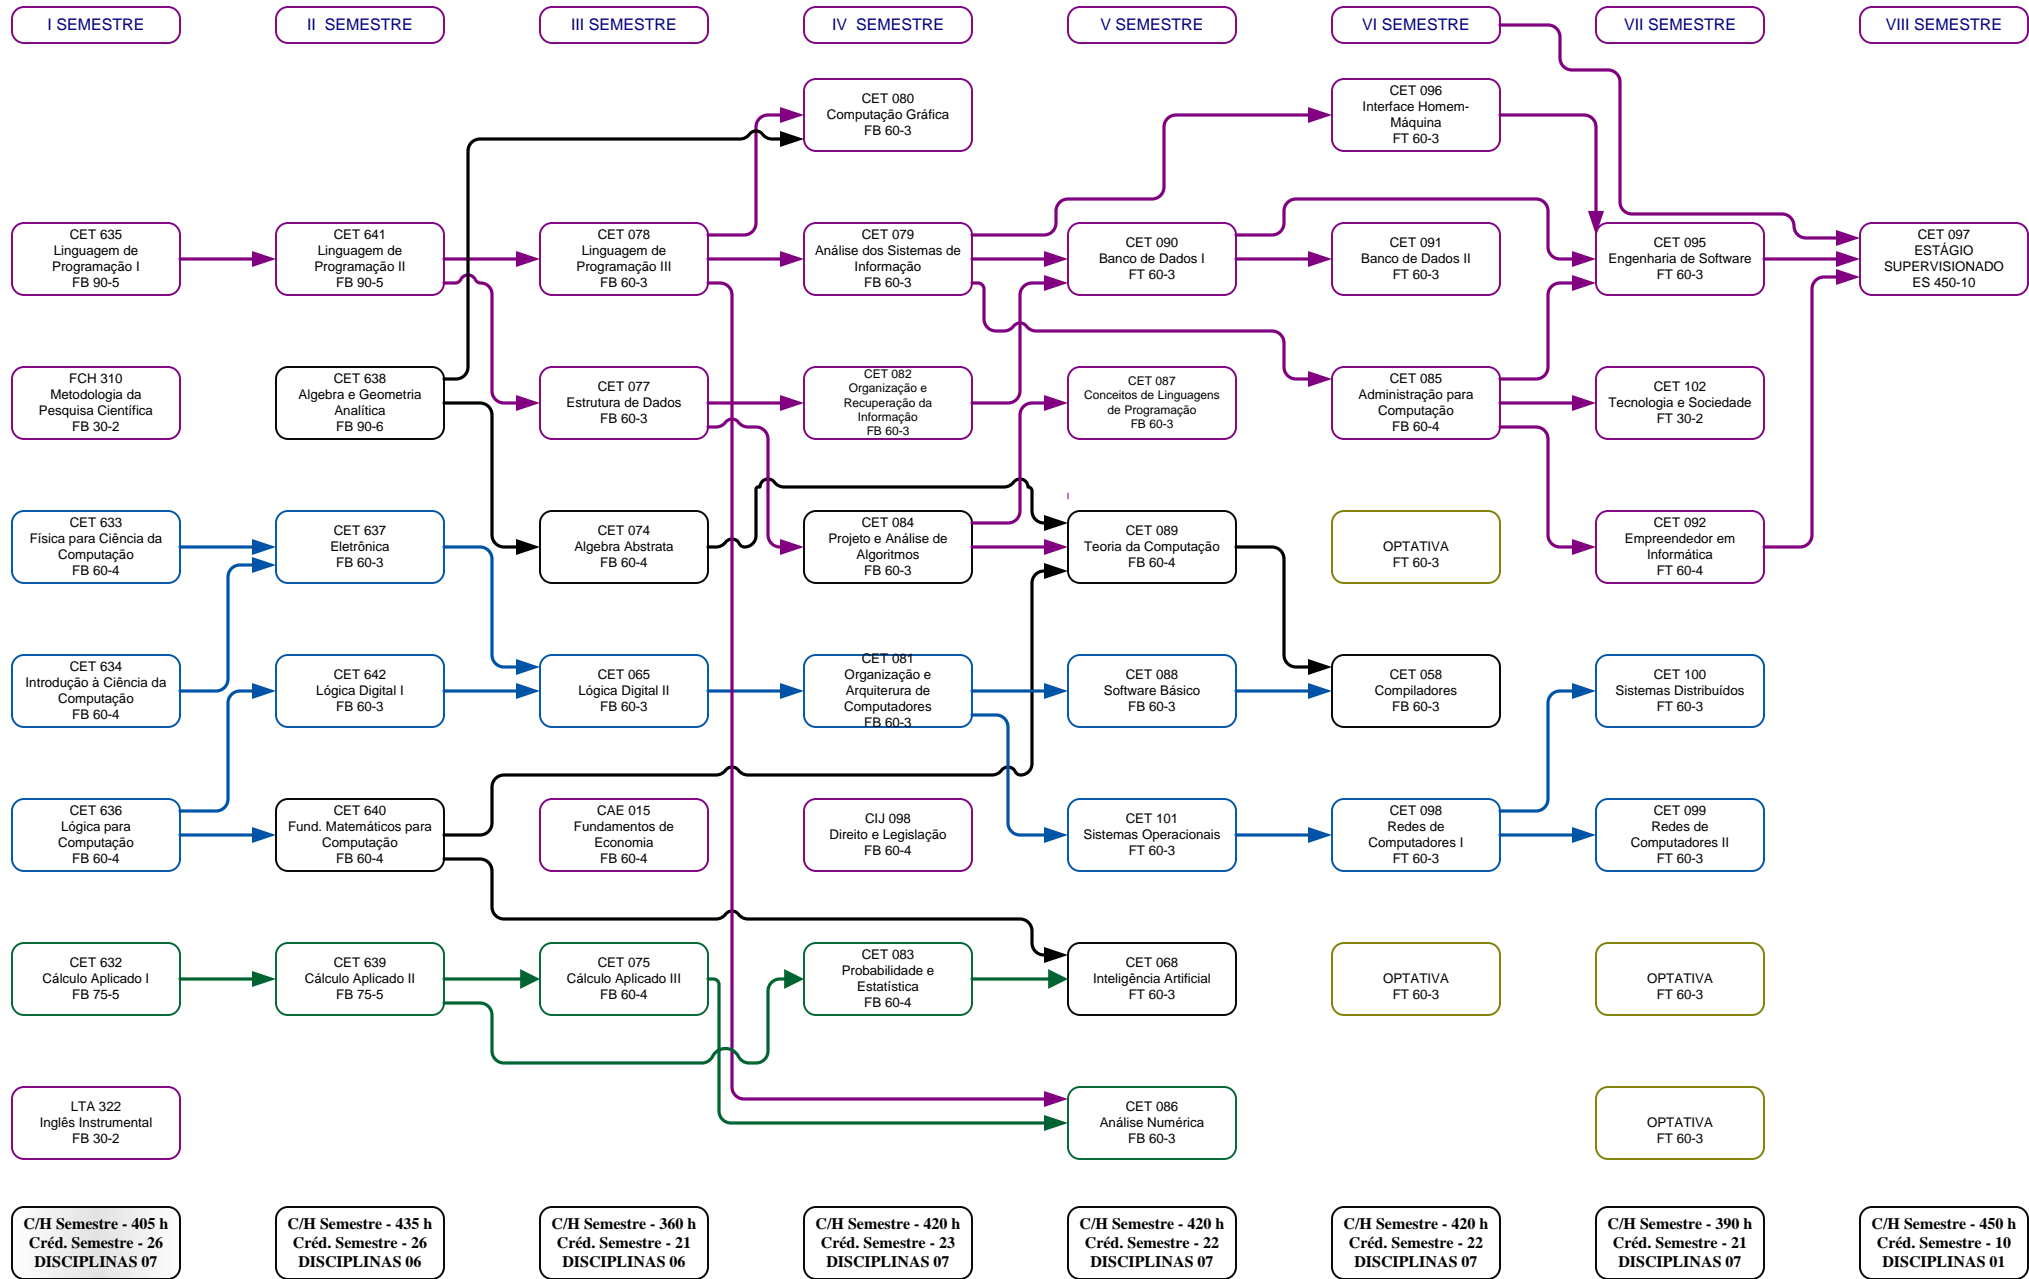 I SEMESTRE
II SEMESTRE
III SEMESTRE
IV SEMESTRE
V SEMESTRE
VI SEMESTRE
VII SEMESTRE
VIII SEMESTRE
CET 080
Computação Gráfica
FB 60-3
CET 096
Interface Homem-
Máquina
FT 60-3
CET 635
Linguagem de
Programação I
FB 90-5
CET 641
Linguagem de
Programação II
FB 90-5
CET 078
Linguagem de
Programação III
FB 60-3
CET 079
Análise dos Sistemas de
Informação
FB 60-3
CET 090
Banco de Dados I
FT 60-3
CET 091
Banco de Dados II
FT 60-3
CET 095
Engenharia de Software
FT 60-3
CET 097
ESTÁGIO
SUPERVISIONADO
ES 450-10
FCH 310
Metodologia da
Pesquisa Científica
FB 30-2
CET 638
Algebra e Geometria
Analítica
FB 90-6
CET 077
Estrutura de Dados
FB 60-3
CET 082
Organização e
Recuperação da
Informação
FB 60-3
CET 087
Conceitos de Linguagens
de Programação
FB 60-3
CET 085
Administração para
Computação
FB 60-4
CET 102
Tecnologia e Sociedade
FT 30-2
CET 633
Física para Ciência da
Computação
FB 60-4
CET 637
Eletrônica
FB 60-3
CET 074
Algebra Abstrata
FB 60-4
CET 084
Projeto e Análise de
Algoritmos
FB 60-3
CET 089
Teoria da Computação
FB 60-4
OPTATIVA
FT 60-3
CET 092
Empreendedor em
Informática
FT 60-4
CET 634
Introdução à Ciência da
Computação
FB 60-4
CET 642
Lógica Digital I
FB 60-3
CET 065
Lógica Digital II
FB 60-3
CET 081
Organização e
Arquiterura de
Computadores
FB 60-3
CET 088
Software Básico
FB 60-3
CET 058
Compiladores
FB 60-3
CET 100
Sistemas Distribuídos
FT 60-3
CET 636
Lógica para
Computação
FB 60-4
CET 640
Fund. Matemáticos para
Computação
FB 60-4
CAE 015
Fundamentos de
Economia
FB 60-4
CIJ 098
Direito e Legislação
FB 60-4
CET 101
Sistemas Operacionais
FT 60-3
CET 098
Redes de
Computadores I
FT 60-3
CET 099
Redes de
Computadores II
FT 60-3
CET 632
Cálculo Aplicado I
FB 75-5
CET 639
Cálculo Aplicado II
FB 75-5
CET 075
Cálculo Aplicado III
FB 60-4
CET 083
Probabilidade e
Estatística
FB 60-4
CET 068
Inteligência Artificial
FT 60-3
OPTATIVA
FT 60-3
OPTATIVA
FT 60-3
LTA 322
Inglês Instrumental
FB 30-2
CET 086
Análise Numérica
FB 60-3
OPTATIVA
FT 60-3
C/H Semestre - 405 h
Créd. Semestre - 26
DISCIPLINAS 07
C/H Semestre - 435 h
Créd. Semestre - 26
DISCIPLINAS 06
C/H Semestre - 360 h
Créd. Semestre - 21
DISCIPLINAS 06
C/H Semestre - 420 h
Créd. Semestre - 23
DISCIPLINAS 07
C/H Semestre - 420 h
Créd. Semestre - 22
DISCIPLINAS 07
C/H Semestre - 420 h
Créd. Semestre - 22
DISCIPLINAS 07
C/H Semestre - 390 h
Créd. Semestre - 21
DISCIPLINAS 07
C/H Semestre - 450 h
Créd. Semestre - 10
DISCIPLINAS 01